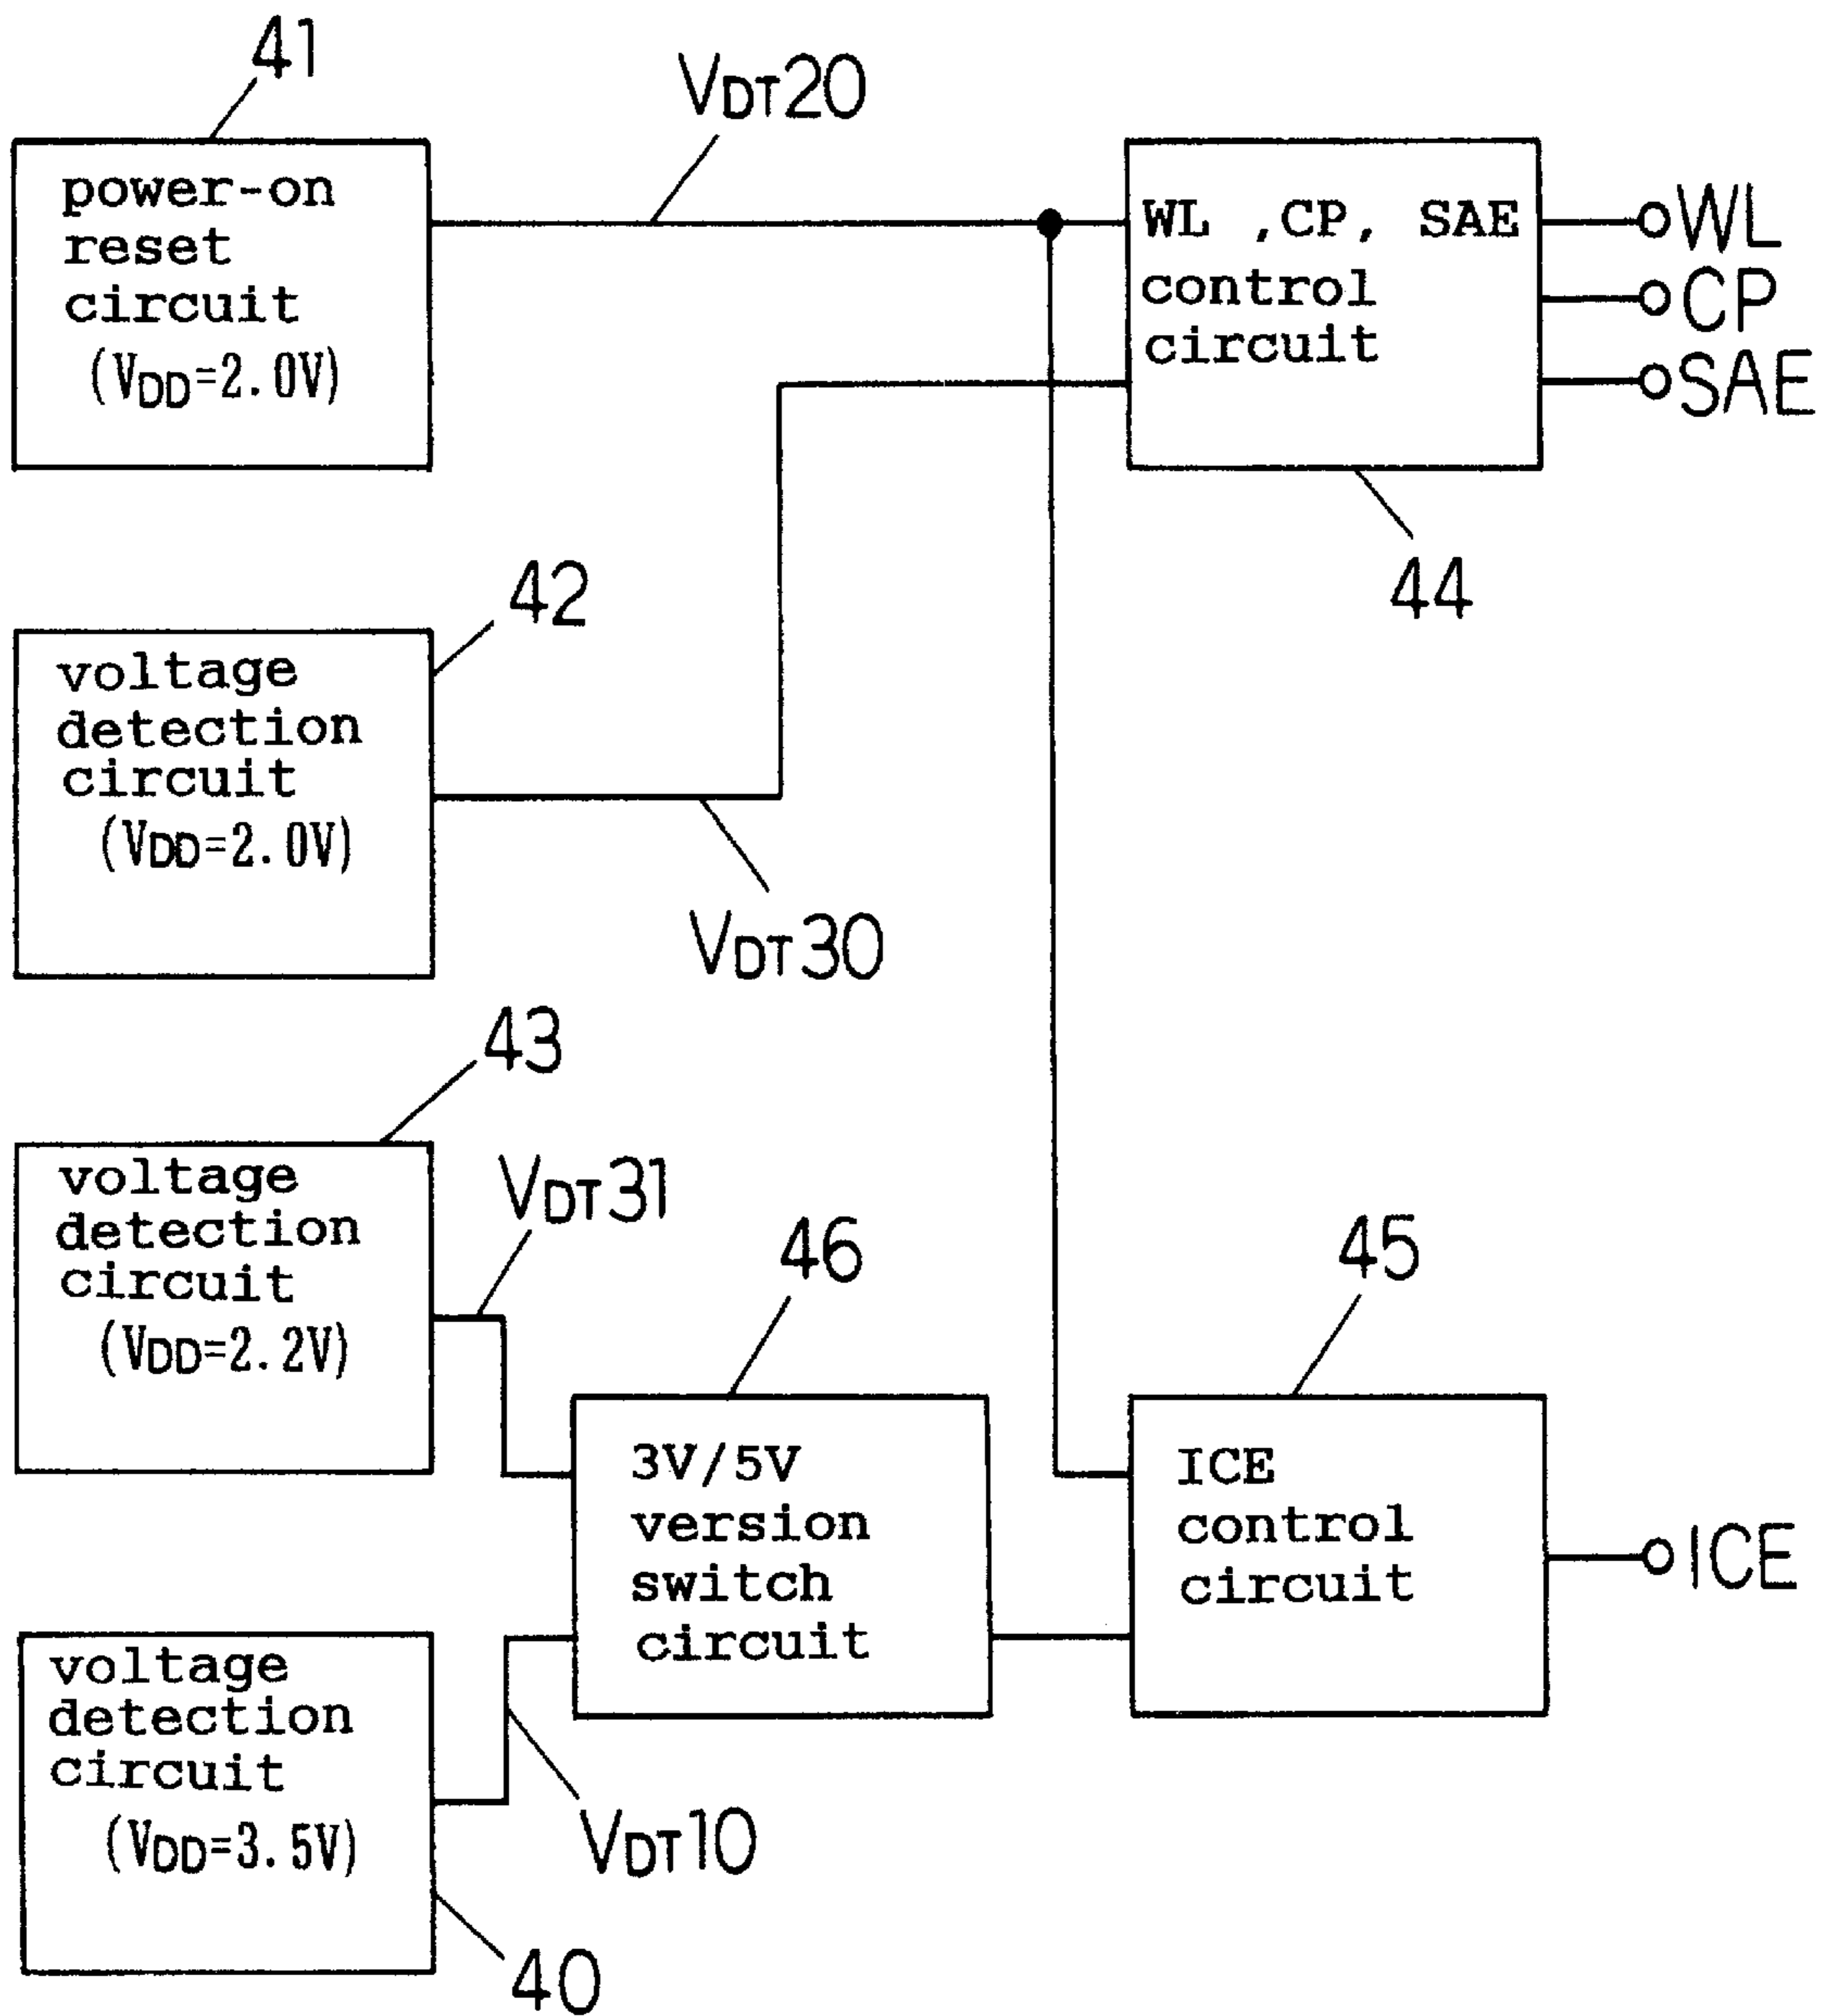 41
VDT20
power-on
reset
circuit
(VDD=2.0V)
WL ,CP, SAE
control
circuit
WL
CP
SAE
44
42
voltage
detection
circuit
(VDD=2.0V)
VDT30
43
voltage
detection
circuit
(VDD=2.2V)
VDT31
46
45
3V/5V
version
switch
circuit
ICE
control
circuit
ICE
voltage
detection
circuit
(VDD=3.5V)
VDT10
40